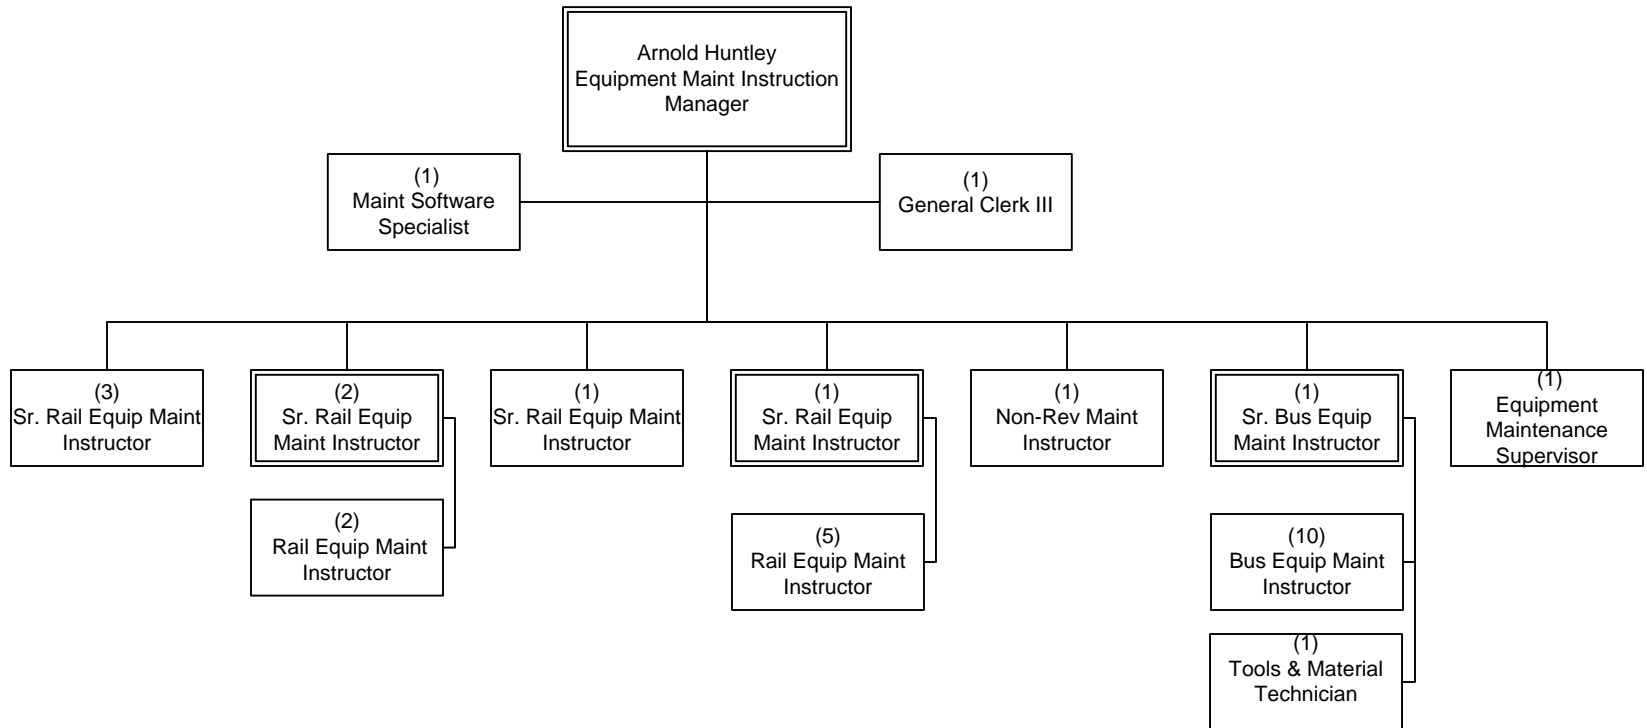 Arnold Huntley
Equipment Maint Instruction
Manager
(1)
Maint Software
Specialist
(1)
General Clerk III
(3)
Sr. Rail Equip Maint
Instructor
(2)
Sr. Rail Equip
Maint Instructor
(1)
Sr. Rail Equip Maint
Instructor
(1)
Sr. Rail Equip
Maint Instructor
(1)
Non-Rev Maint
Instructor
(1)
Sr. Bus Equip
Maint Instructor
(1)
Equipment
Maintenance
Supervisor
(2)
Rail Equip Maint
Instructor
(5)
Rail Equip Maint
Instructor
(10)
Bus Equip Maint
Instructor
(1)
Tools & Material
Technician